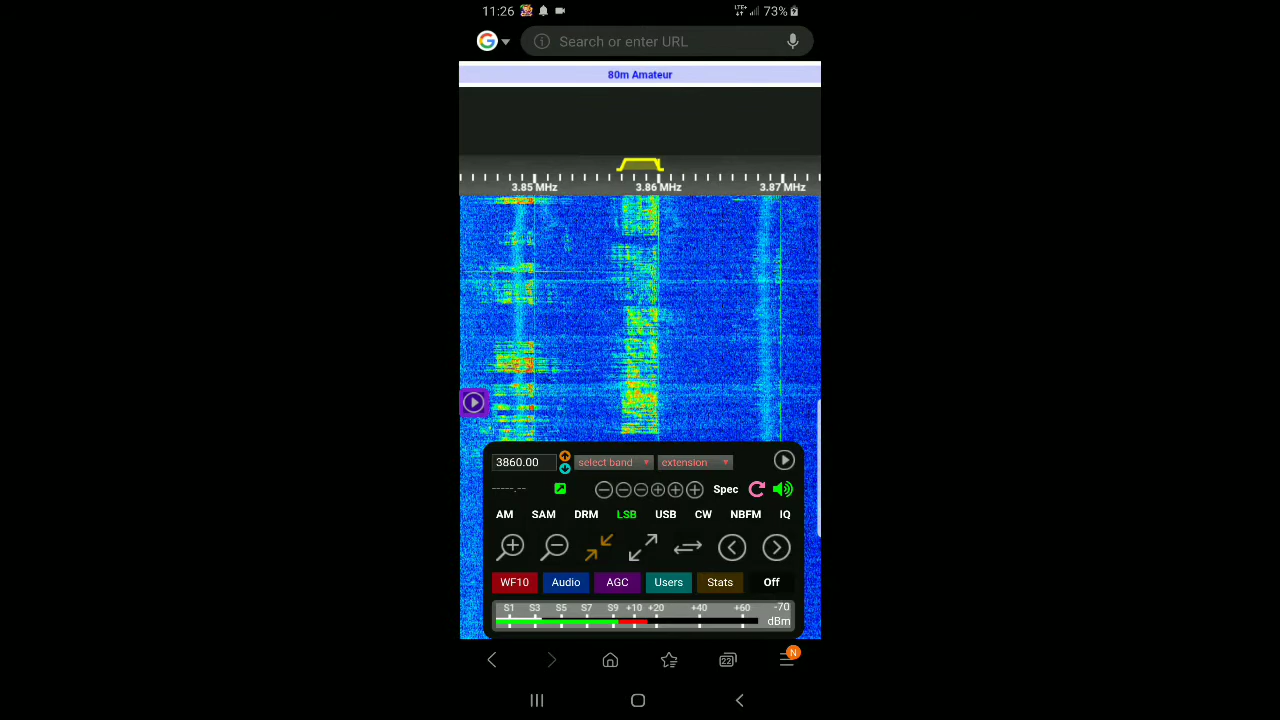 11:26 LTE+ 73%
Search or enter URL
80m Amateur
3.85 MHz 3.86 MHz 3.87 MHz
3860.00 select band extension
-----.-- Spec
AM SAM DRM LSB USB CW NBFM IQ
WF10 Audio AGC Users Stats Off
S1 S3 S5 S7 S9 +10 +20 +40 +60 -70
dBm
22 N